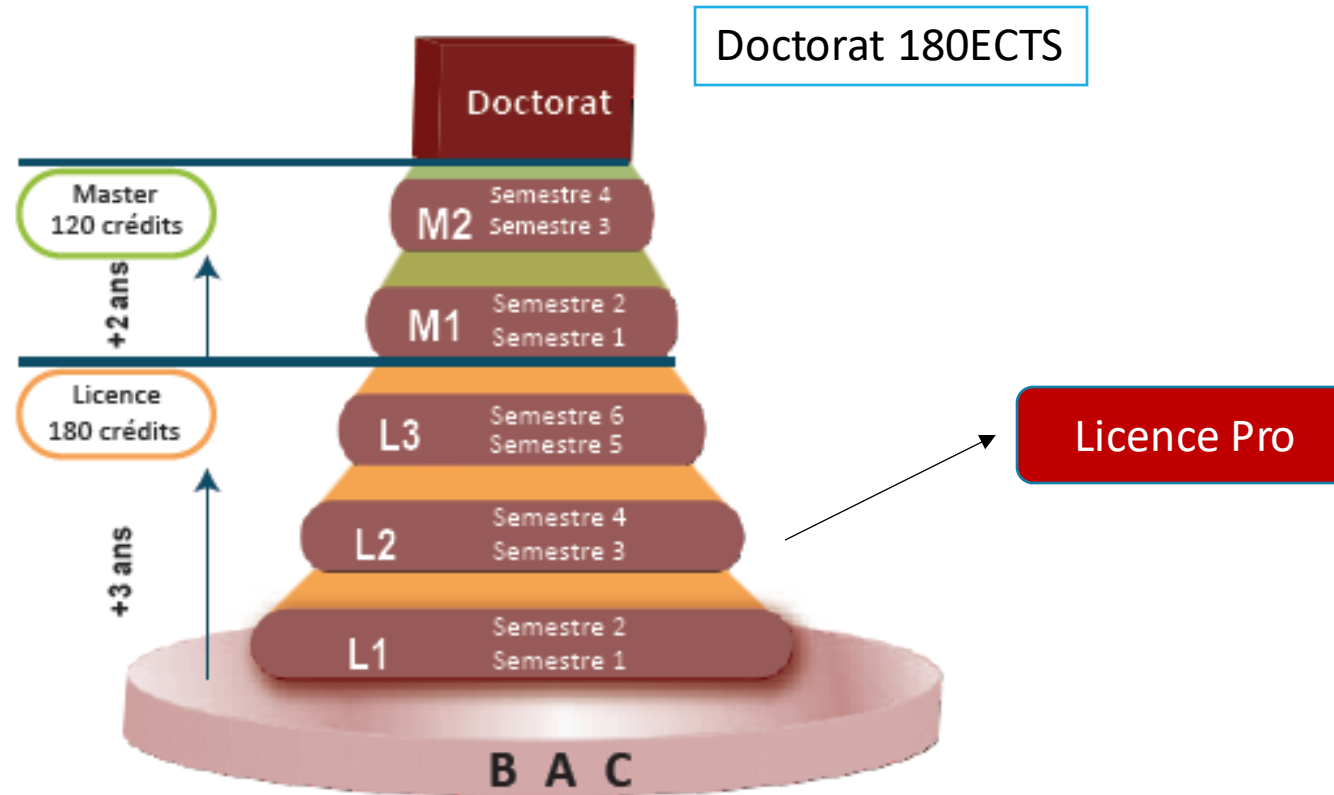 Doctorat 180ECTS
Doctorat
Master
120 crédits
M2
Semestre 4
Semestre 3
+2 ans
M1
Semestre 2
Semestre 1
Licence
180 crédits
L3
Semestre 6
Semestre 5
Licence Pro
L2
Semestre 4
Semestre 3
+3 ans
L1
Semestre 2
Semestre 1
B A C